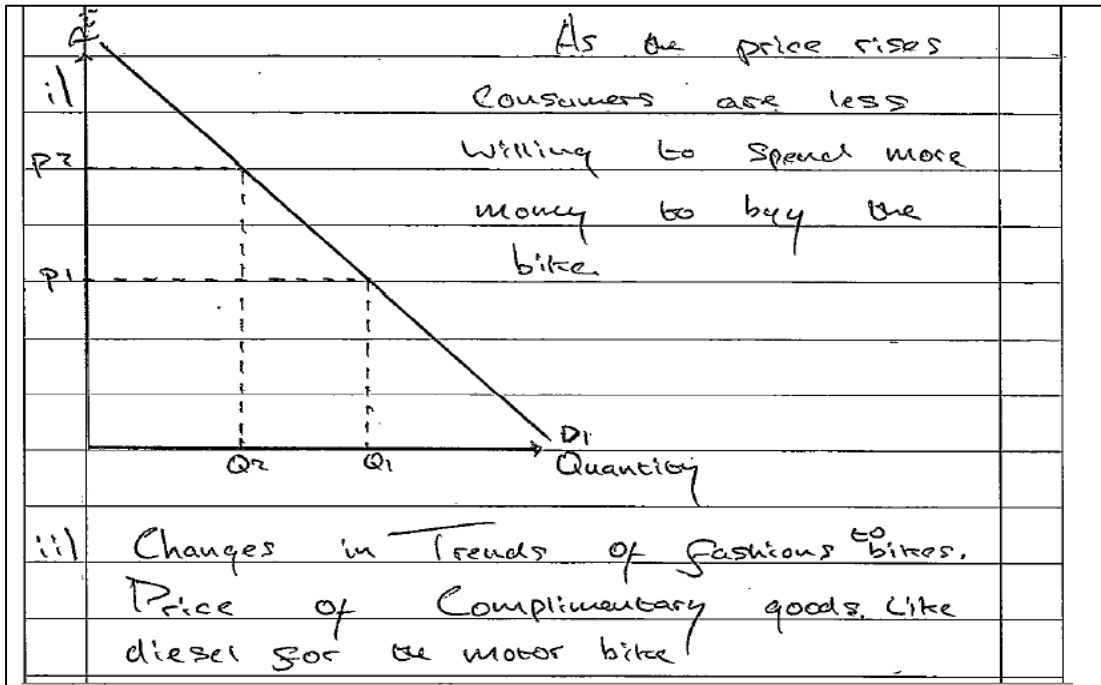 Price
i)
As the price rises
Consumers are less
willing to spend more
money to buy the
bike.
P2
P1
D1
Q2 Q1 Quantity
ii) Changes in Trends of fashions to bikes.
Price of Complimentary goods. Like
diesel for the motor bike